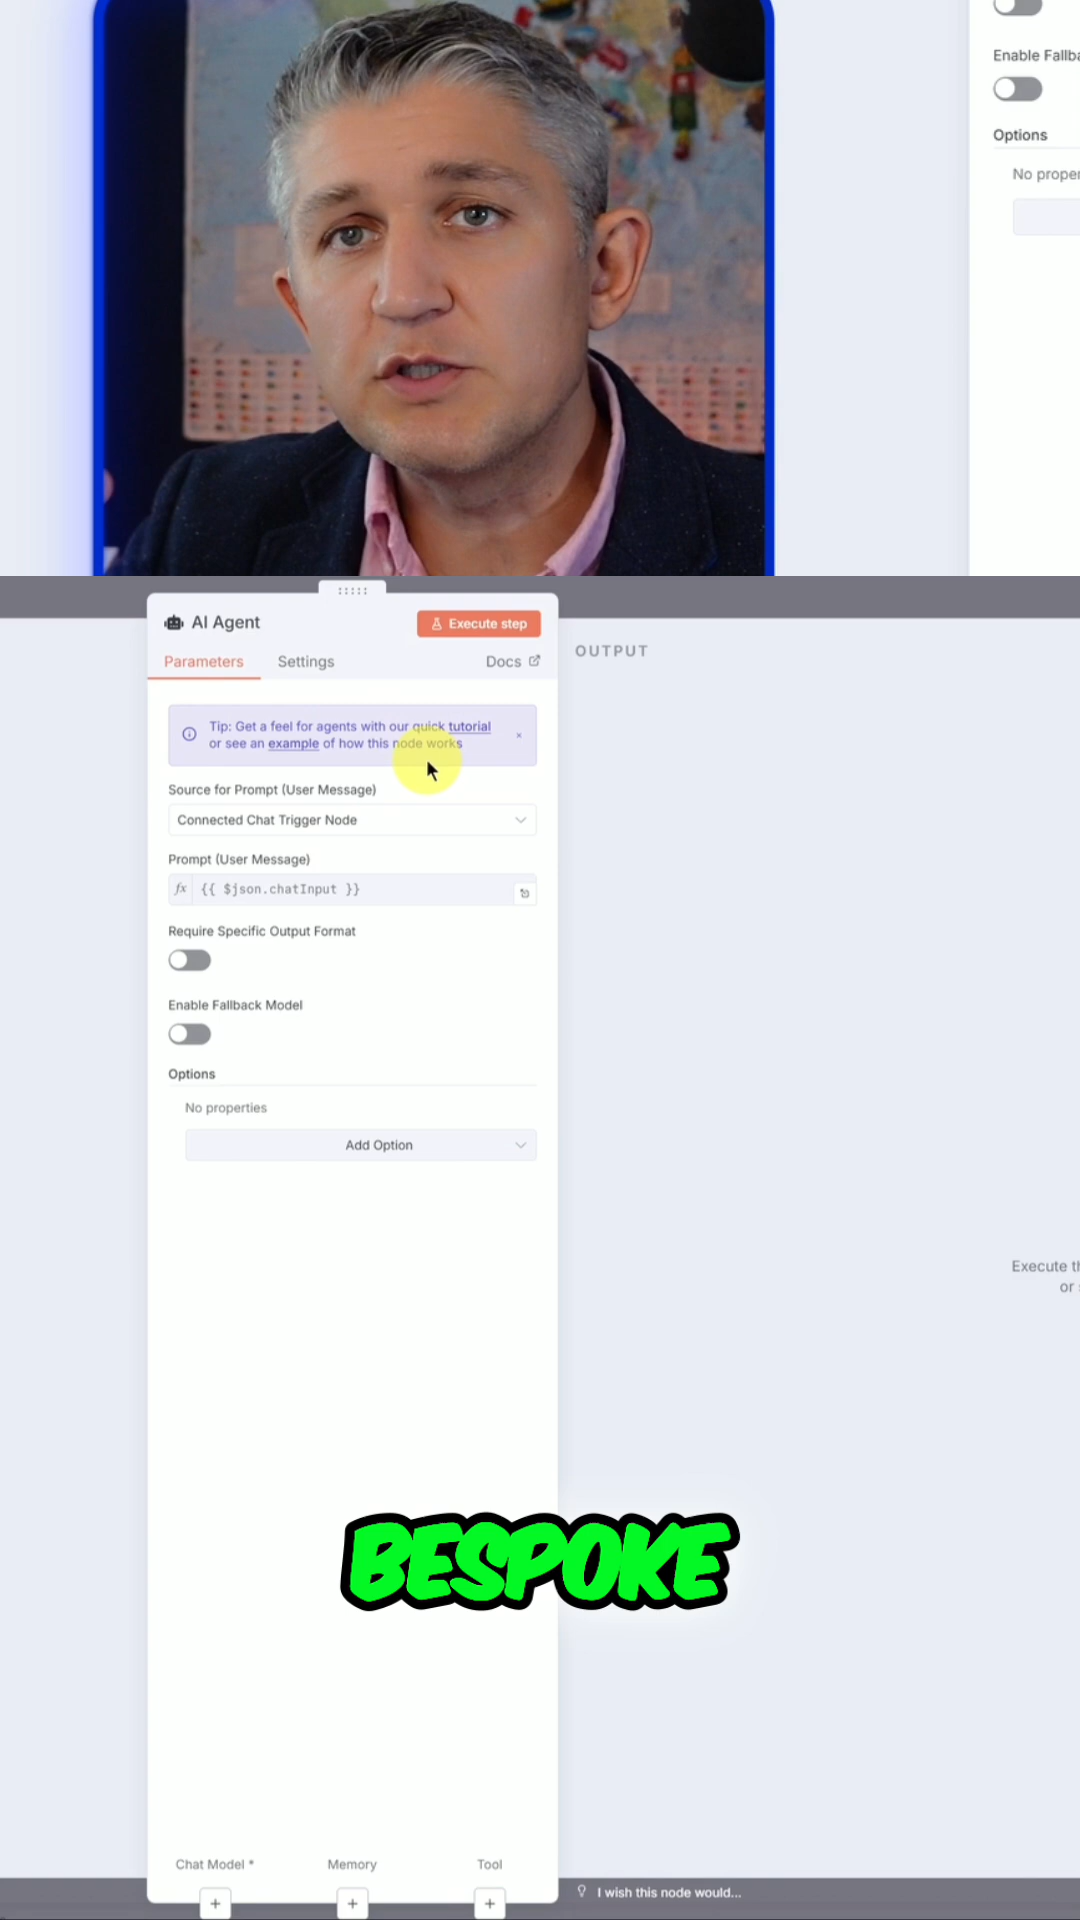 Enable Fallba
Options
No proper
AI Agent
Execute step
Parameters
Settings
Docs
OUTPUT
Tip: Get a feel for agents with our quick tutorial
or see an example of how this node works
Source for Prompt (User Message)
Connected Chat Trigger Node
Prompt (User Message)
fx {{ $json.chatInput }}
Require Specific Output Format
Enable Fallback Model
Options
No properties
Add Option
Execute th
or
BESPOKE
Chat Model *
Memory
Tool
I wish this node would...